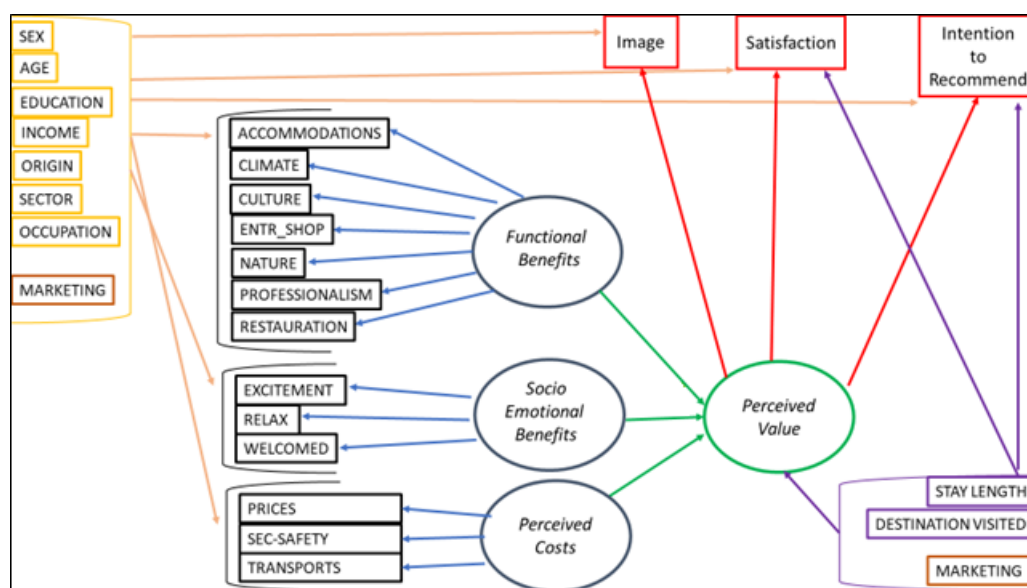 SEX
AGE
EDUCATION
INCOME
ORIGIN
SECTOR
OCCUPATION
MARKETING
Image
Satisfaction
Intention
to
Recommend
ACCOMMODATIONS
CLIMATE
CULTURE
ENTR_SHOP
NATURE
PROFESSIONALISM
RESTAURATION
Functional
Benefits
EXCITEMENT
RELAX
WELCOMED
Socio
Emotional
Benefits
PRICES
SEC-SAFETY
TRANSPORTS
Perceived
Costs
Perceived
Value
STAY LENGTH
DESTINATION VISITED
MARKETING